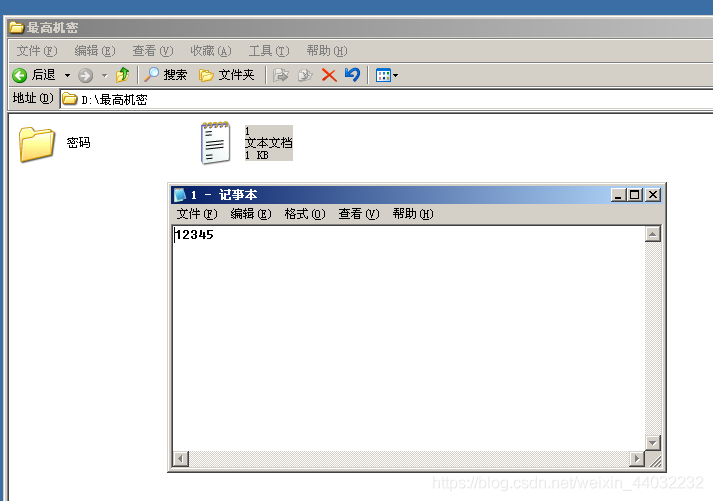 最高机密
文件(F) 编辑(E) 查看(V) 收藏(A) 工具(T) 帮助(H)
后退 搜索 文件夹
地址(D) D:\最高机密
密码
1
文本文档
1 KB
1 - 记事本
文件(F) 编辑(E) 格式(O) 查看(V) 帮助(H)
12345
https://blog.csdn.net/weixin_44032232